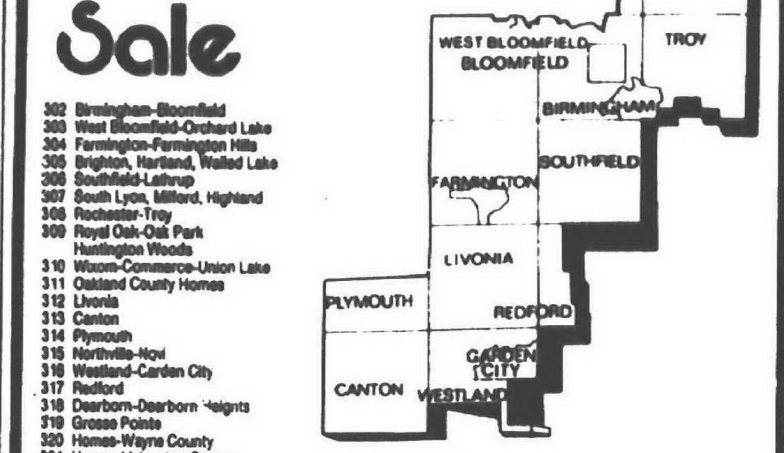 Sale
302 Birmingham-Bloomfield
303 West Bloomfield-Orchard Lake
304 Farmington-Farmington Hills
305 Brighton, Hartland, Walled Lake
306 Southfield-Lathrup
307 South Lyon, Milford, Highland
308 Rochester-Troy
309 Royal Oak-Oak Park
Huntington Woods
310 Wixom-Commerce-Union Lake
311 Oakland County Homes
312 Livonia
313 Canton
314 Plymouth
315 Northville-Novi
316 Westland-Garden City
317 Redford
318 Dearborn-Dearborn Heights
319 Grosse Pointe
320 Homes-Wayne County
WEST BLOOMFIELD
BLOOMFIELD
TROY
BIRMINGHAM
SOUTHFIELD
FARMINGTON
LIVONIA
PLYMOUTH
REDFORD
GARDEN
CITY
CANTON
WESTLAND